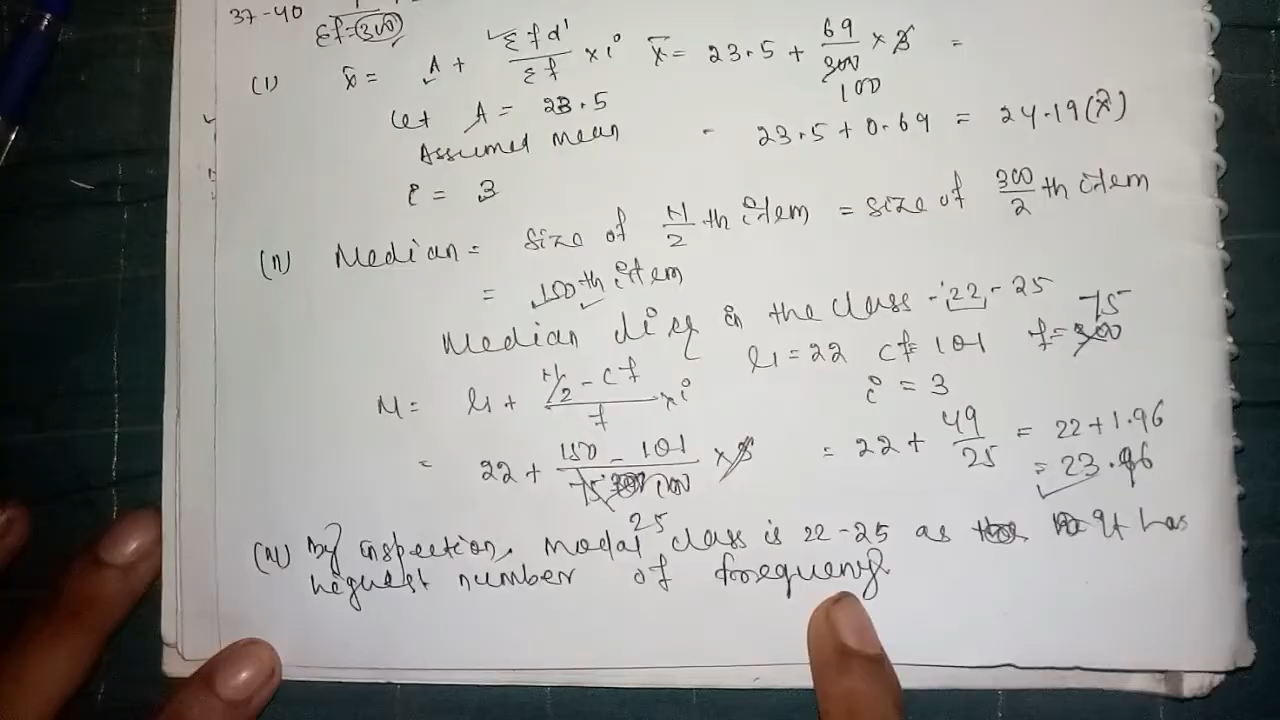 37-40
Σf=300
(I) x̄ = A + Σfd'/Σf × i x̄ = 23.5 + 69/300 × 3 =
100
Let A = 23.5
Assumed mean
= 23.5 + 0.69 = 24.19 (x̄)
i = 3
(II) Median = Size of N/2 th item = size of 300/2 th item
= 150th item
Median lies in the class - 22 - 25
l1 = 22 cf = 101 f = 300 75
i = 3
M = l1 + N/2 - cf/f × i
= 22 + 150 - 101/75 × 3 = 22 + 49/25 = 22 + 1.96
25
= 23.96
(III) By inspection, modal class is 22-25 as it has
highest number of frequency